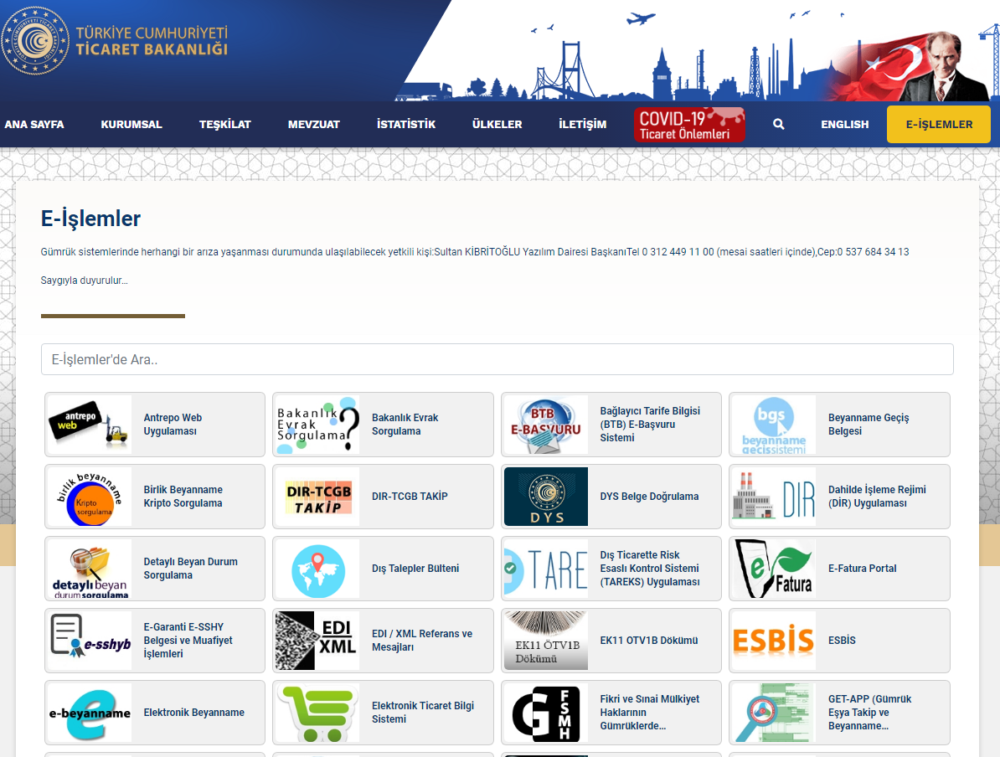 TÜRKİYE CUMHURİYETİ
TİCARET BAKANLIĞI
ANA SAYFA
KURUMSAL
TEŞKİLAT
MEVZUAT
İSTATİSTİK
ÜLKELER
İLETİŞİM
COVID-19
Ticaret Önlemleri
ENGLISH
E-İŞLEMLER
E-İşlemler
Gümrük sistemlerinde herhangi bir arıza yaşanması durumunda ulaşılabilecek yetkili kişi:Sultan KİBRİTOĞLU Yazılım Dairesi BaşkanıTel 0 312 449 11 00 (mesai saatleri içinde),Cep:0 537 684 34 13
Saygıyla duyurulur...
E-İşlemler'de Ara..
antrepo
web
Antrepo Web
Uygulaması
Bakanlık
Evrak
Sorgulama
?
Bakanlık Evrak
Sorgulama
BTB
E-BAŞVURU
Bağlayıcı Tarife Bilgisi
(BTB) E-Başvuru
Sistemi
bgs
beyanname
gecissistemi
Beyanname Geçiş
Belgesi
birlik beyanname
Kripto
sorgulama
Birlik Beyanname
Kripto Sorgulama
DIR-TCGB
TAKİP
DIR-TCGB TAKİP
DYS
DYS Belge Doğrulama
DIR
Dahilde İşleme Rejimi
(DİR) Uygulaması
detaylı beyan
durum sorgulama
Detaylı Beyan Durum
Sorgulama
Dış Talepler Bülteni
TARE
Dış Ticarette Risk
Esaslı Kontrol Sistemi
(TAREKS) Uygulaması
e
Fatura
E-Fatura Portal
e-sshyb
E-Garanti E-SSHY
Belgesi ve Muafiyet
İşlemleri
EDI
XML
EDI / XML Referans ve
Mesajları
EK11 ÖTV1B
Dökümü
EK11 OTV1B Dökümü
ESBİS
ESBİS
e-beyanname
Elektronik Beyanname
Elektronik Ticaret Bilgi
Sistemi
G
FSMH
Fikri ve Sınai Mülkiyet
Haklarının
Gümrüklerde...
GET-APP (Gümrük
Eşya Takip ve
Beyanname...